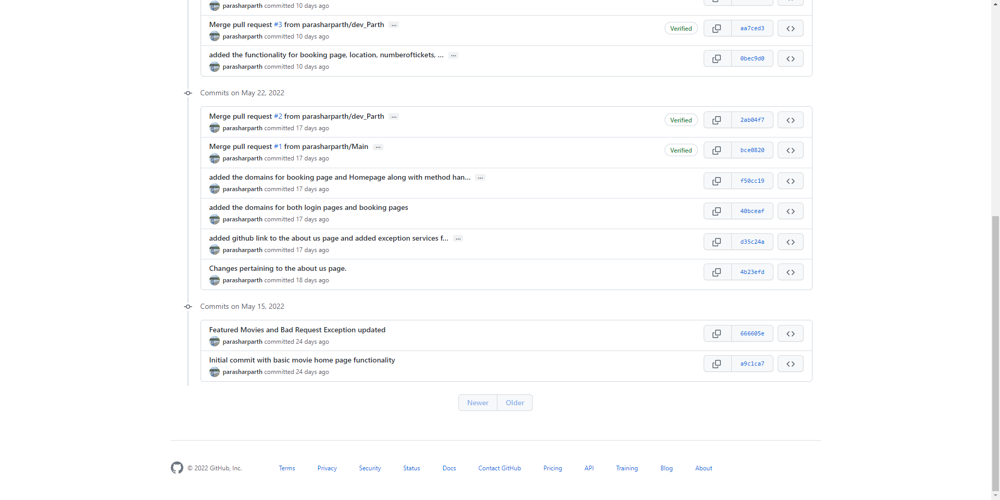 parasharparth committed 10 days ago
Merge pull request #3 from parasharparth/dev_Parth ...
Verified
aa7ced3
parasharparth committed 10 days ago
added the functionality for booking page, location, numberoftickets, ... ...
0bec9d0
parasharparth committed 10 days ago
Commits on May 22, 2022
Merge pull request #2 from parasharparth/dev_Parth ...
Verified
2ab04f7
parasharparth committed 17 days ago
Merge pull request #1 from parasharparth/Main ...
Verified
bce0820
parasharparth committed 17 days ago
added the domains for booking page and Homepage along with method han... ...
f50cc19
parasharparth committed 17 days ago
added the domains for both login pages and booking pages
40bceaf
parasharparth committed 17 days ago
added github link to the about us page and added exception services f... ...
d35c24a
parasharparth committed 17 days ago
Changes pertaining to the about us page.
4b23efd
parasharparth committed 18 days ago
Commits on May 15, 2022
Featured Movies and Bad Request Exception updated
666605e
parasharparth committed 24 days ago
Initial commit with basic movie home page functionality
a9c1ca7
parasharparth committed 24 days ago
Newer Older
© 2022 GitHub, Inc. Terms Privacy Security Status Docs Contact GitHub Pricing API Training Blog About